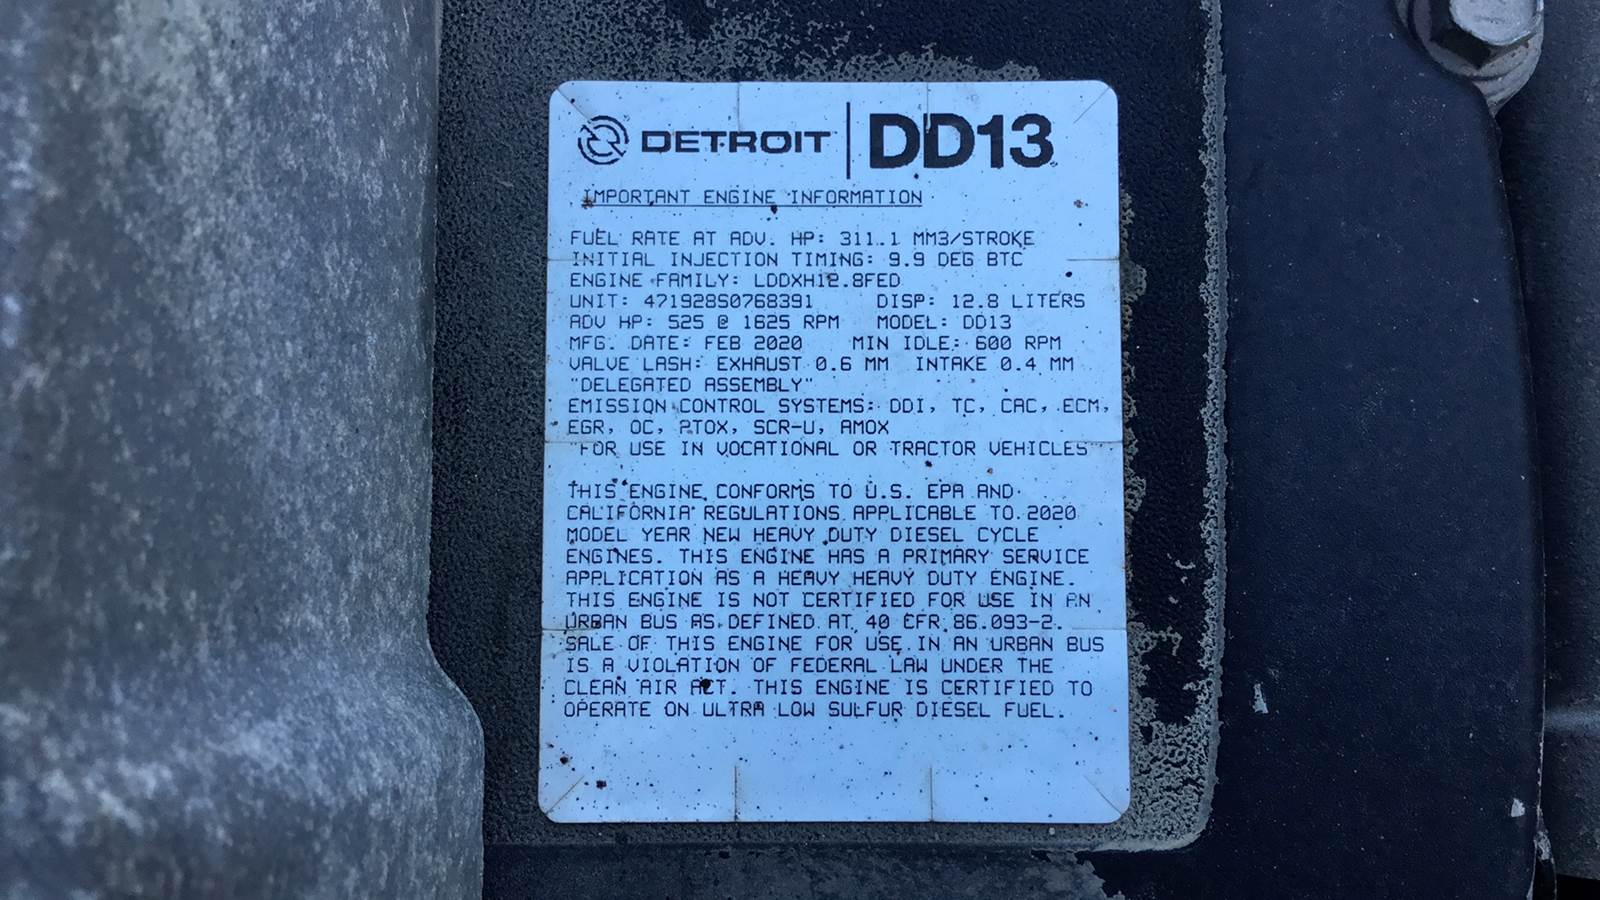 DETROIT | DD13
IMPORTANT ENGINE INFORMATION
FUEL RATE AT ADV. HP: 311.1 MM3/STROKE
INITIAL INJECTION TIMING: 9.9 DEG BTC
ENGINE FAMILY: LDDXH12.8FED
UNIT: 471928S0768391 DISP: 12.8 LITERS
ADV HP: 525 @ 1625 RPM MODEL: DD13
MFG. DATE: FEB 2020 MIN IDLE: 600 RPM
VALVE LASH: EXHAUST 0.6 MM INTAKE 0.4 MM
"DELEGATED ASSEMBLY"
EMISSION CONTROL SYSTEMS: DDI, TC, CAC, ECM,
EGR, OC, PTOX, SCR-U, AMOX
"FOR USE IN VOCATIONAL OR TRACTOR VEHICLES"
THIS ENGINE CONFORMS TO U.S. EPA AND
CALIFORNIA REGULATIONS APPLICABLE TO 2020
MODEL YEAR NEW HEAVY DUTY DIESEL CYCLE
ENGINES. THIS ENGINE HAS A PRIMARY SERVICE
APPLICATION AS A HEAVY HEAVY DUTY ENGINE.
THIS ENGINE IS NOT CERTIFIED FOR USE IN AN
URBAN BUS AS DEFINED AT 40 CFR 86.093-2.
SALE OF THIS ENGINE FOR USE IN AN URBAN BUS
IS A VIOLATION OF FEDERAL LAW UNDER THE
CLEAN AIR ACT. THIS ENGINE IS CERTIFIED TO
OPERATE ON ULTRA LOW SULFUR DIESEL FUEL.